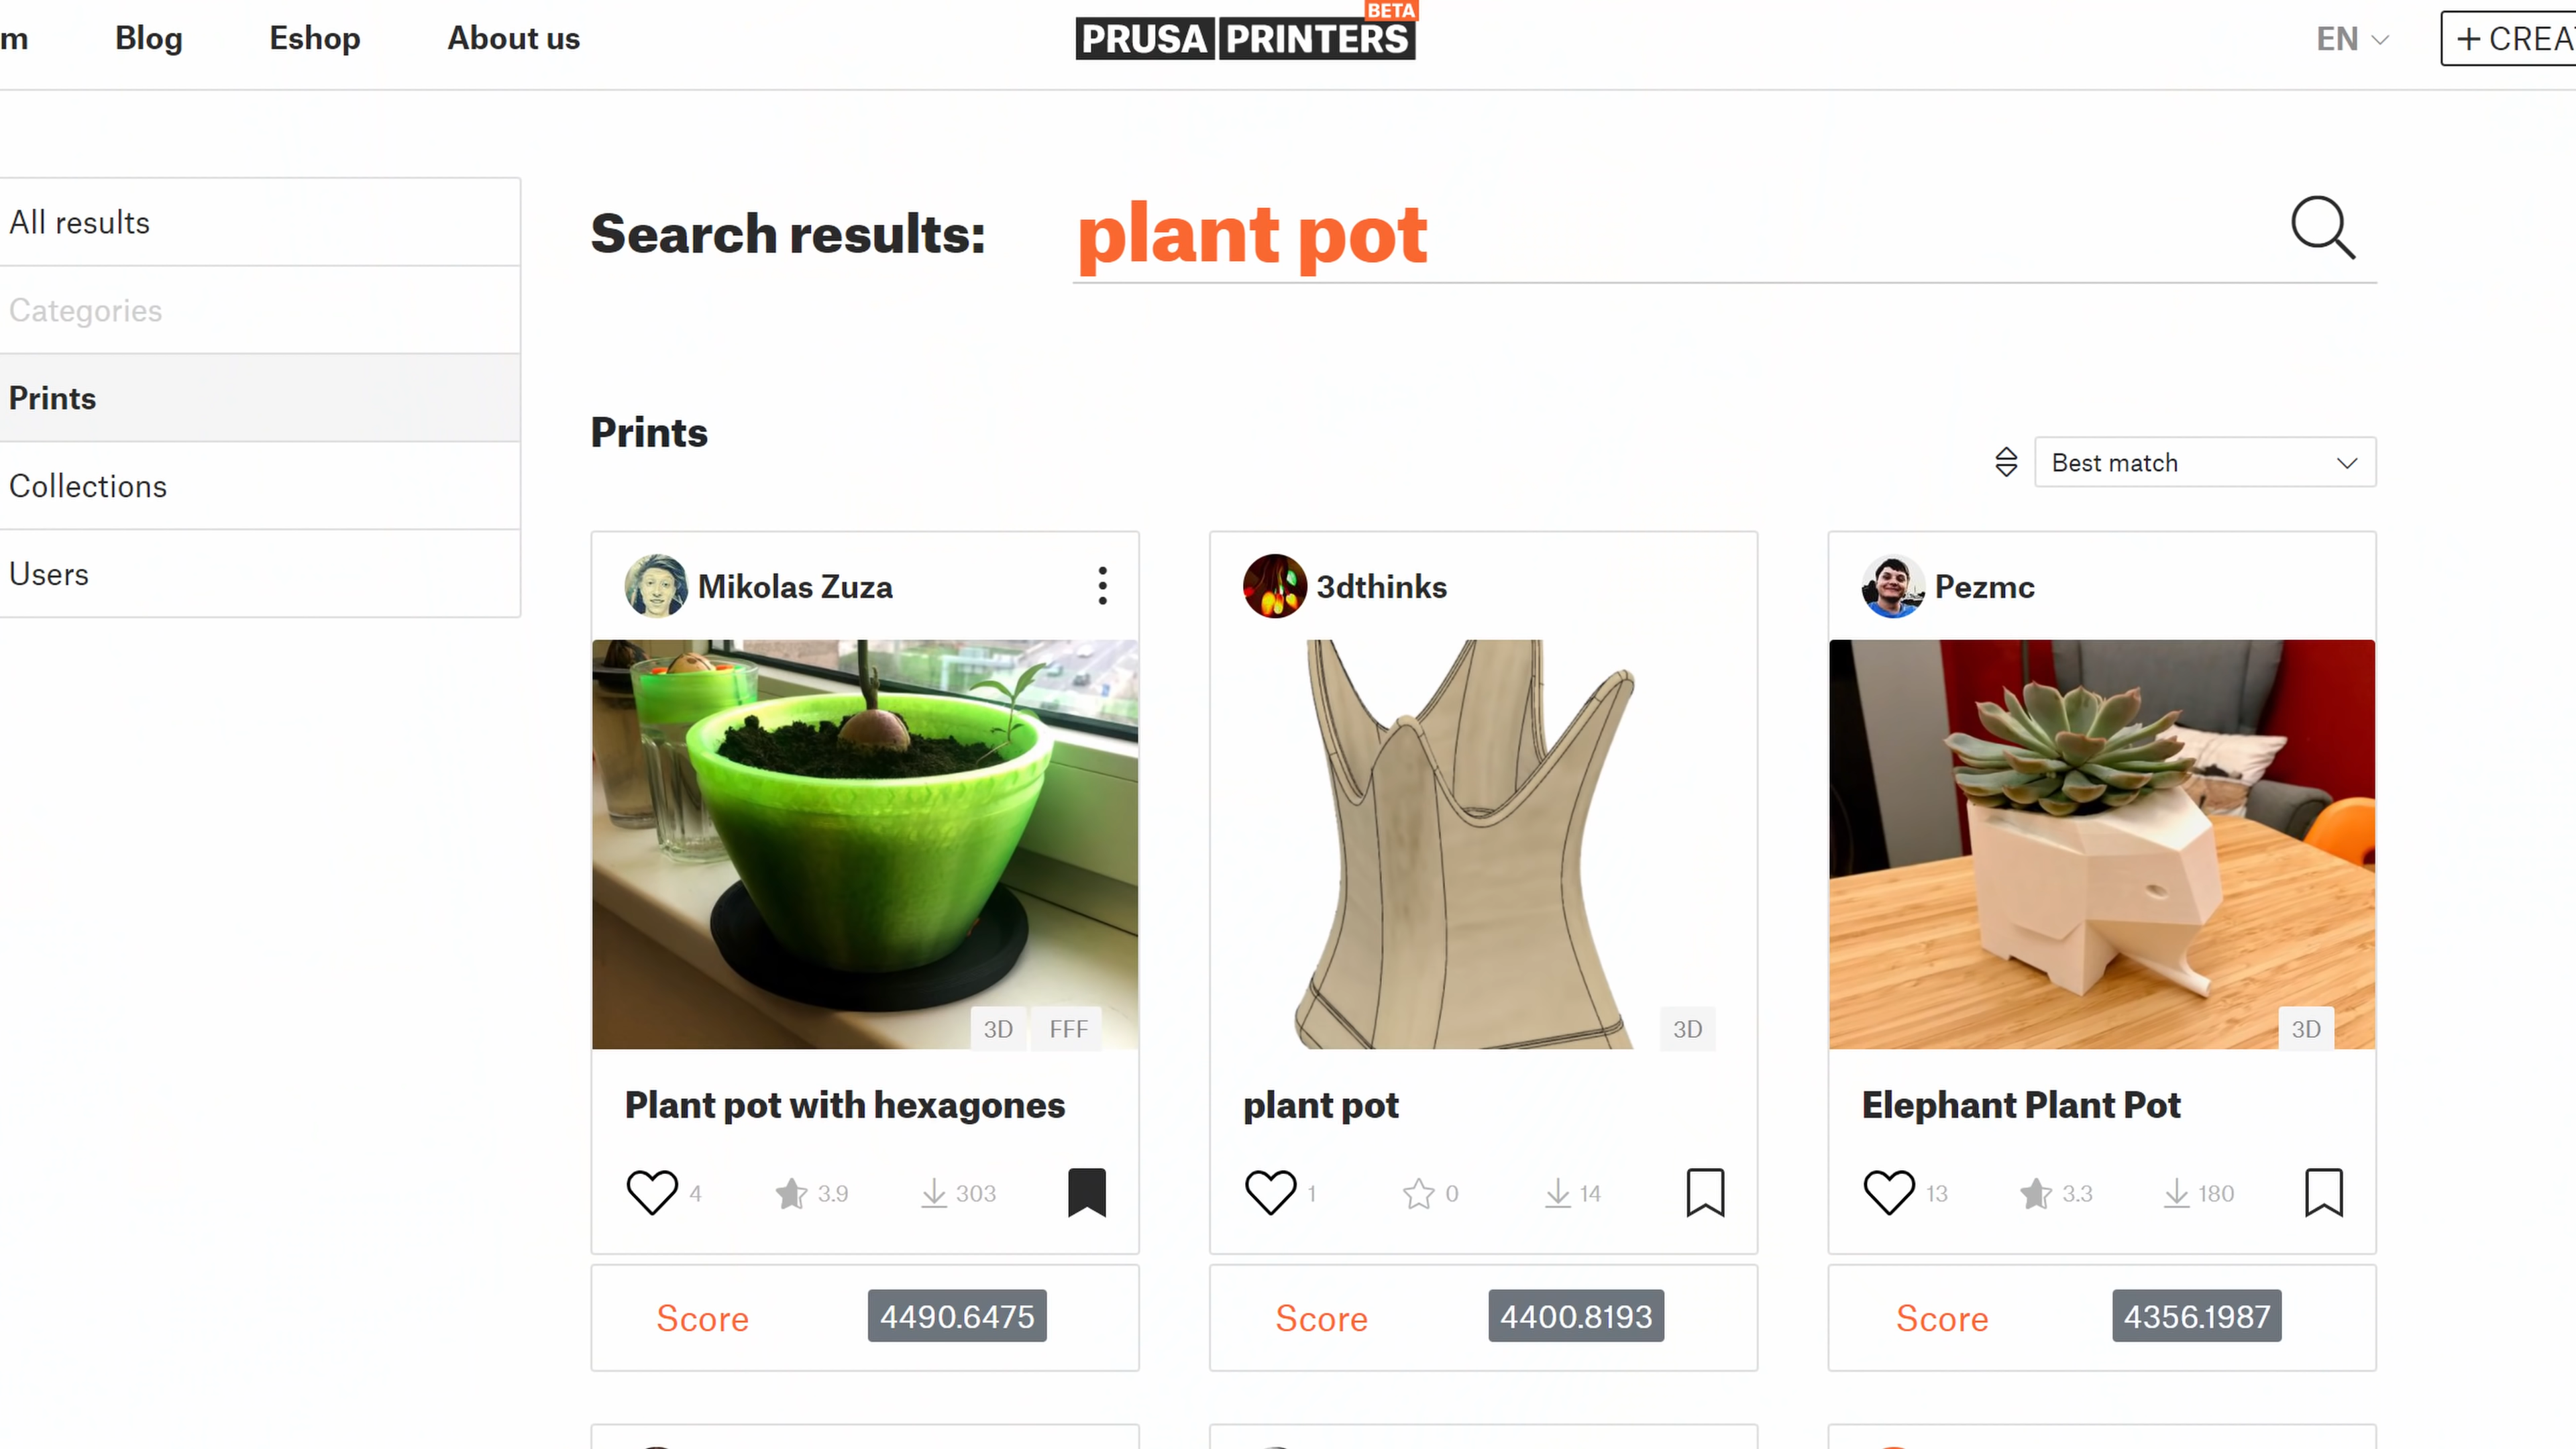 m Blog Eshop About us PRUSA PRINTERS BETA EN + CREA
All results
Categories
Prints
Collections
Users
Search results: plant pot
Prints
Best match
Mikolas Zuza
3D FFF
Plant pot with hexagones
4 3.9 303
Score 4490.6475
3dthinks
3D
plant pot
1 0 14
Score 4400.8193
Pezmc
3D
Elephant Plant Pot
13 3.3 180
Score 4356.1987